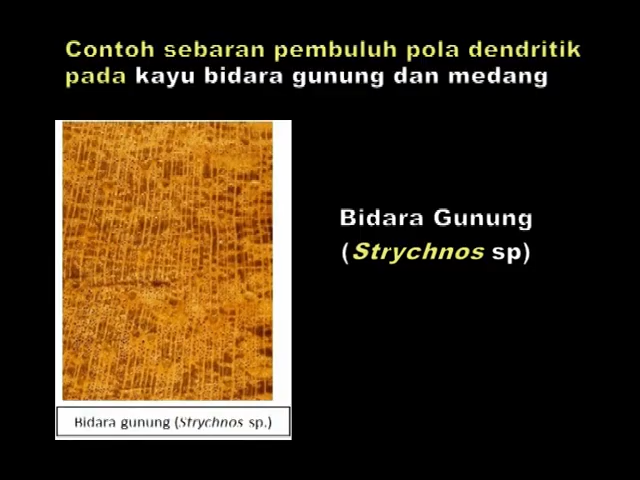 Contoh sebaran pembuluh pola dendritik
pada kayu bidara gunung dan medang
Bidara Gunung
(Strychnos sp)
Bidara gunung (Strychnos sp.)